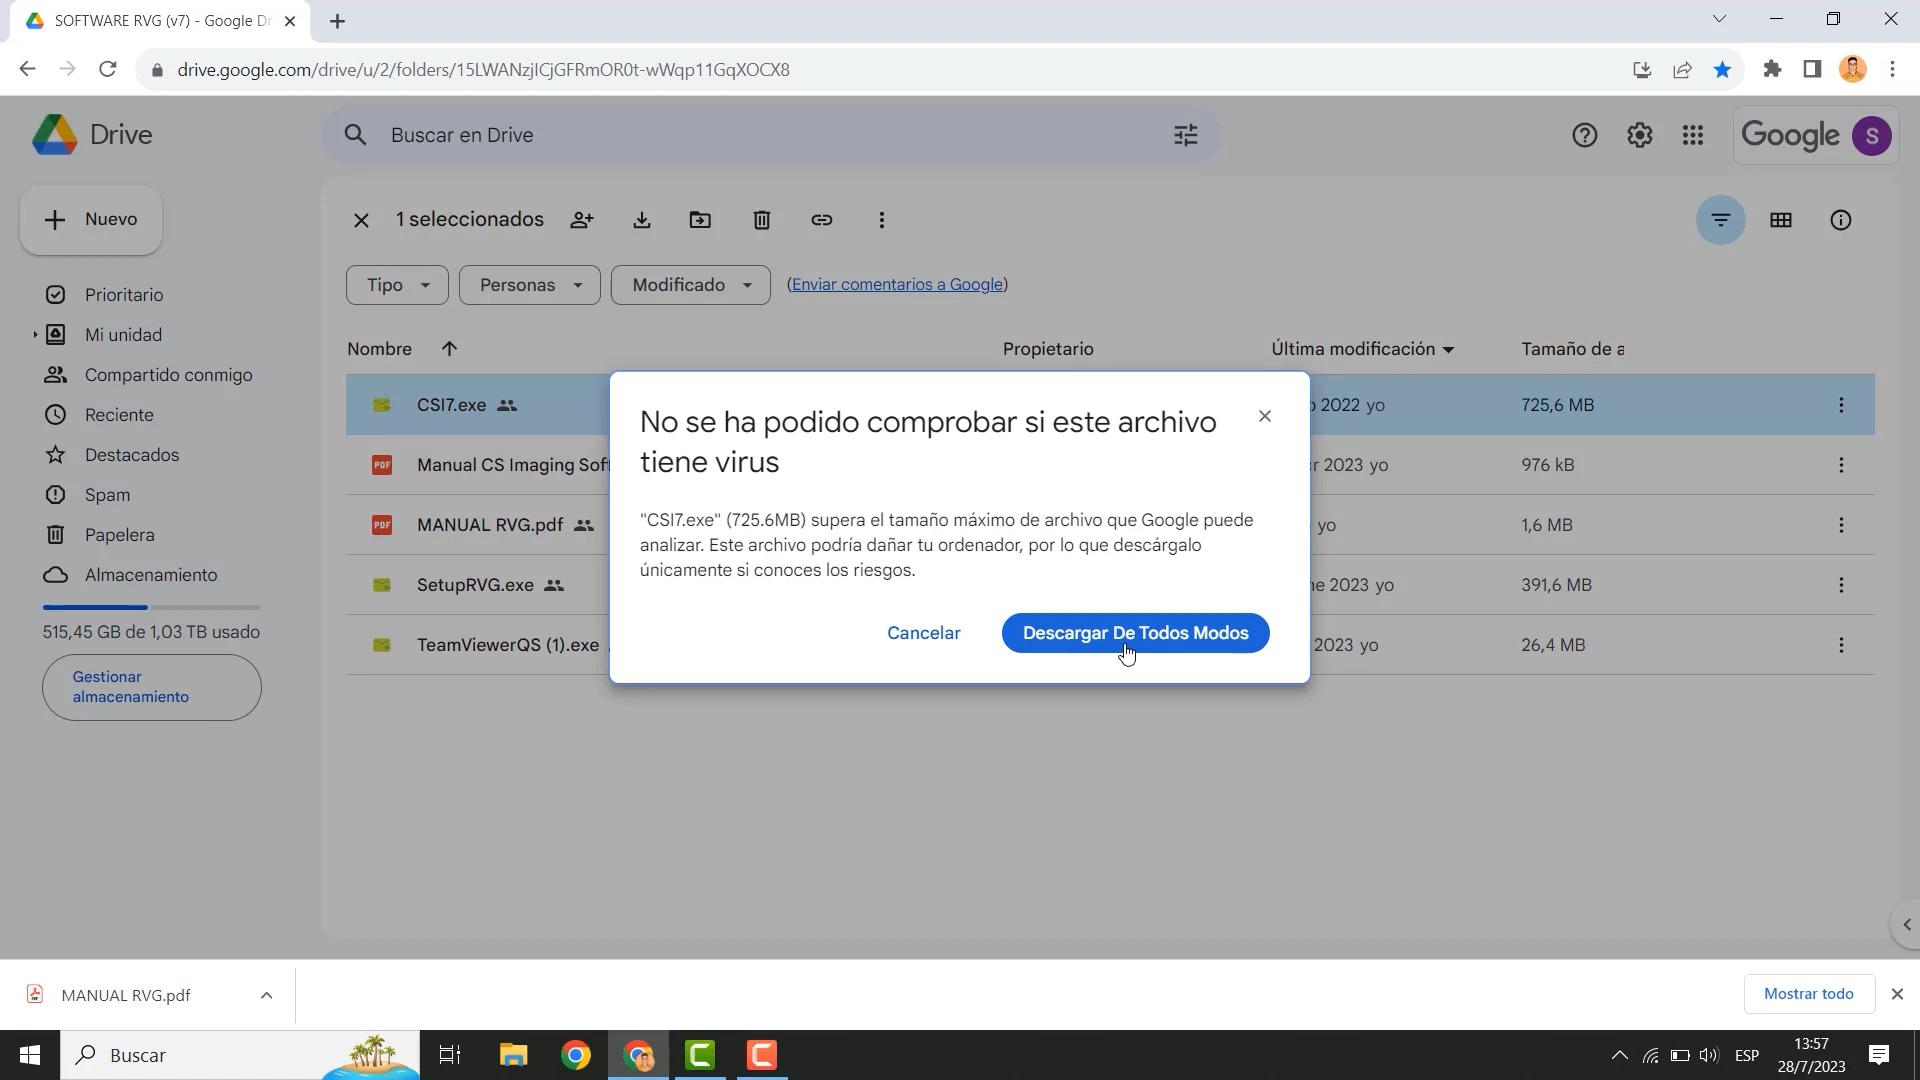 SOFTWARE RVG (v7) - Google Dr
drive.google.com/drive/u/2/folders/15LWANzjICjGFRmOR0t-wWqp11GqXOCX8
Drive
Buscar en Drive
Google
S
Nuevo
1 seleccionados
Tipo
Personas
Modificado
(Enviar comentarios a Google)
Prioritario
Mi unidad
Compartido conmigo
Reciente
Destacados
Spam
Papelera
Almacenamiento
515,45 GB de 1,03 TB usado
Gestionar
almacenamiento
Nombre
Propietario
Última modificación
Tamaño de a
CSI7.exe
2022 yo
725,6 MB
PDF
Manual CS Imaging Soft
r 2023 yo
976 kB
PDF
MANUAL RVG.pdf
yo
1,6 MB
SetupRVG.exe
e 2023 yo
391,6 MB
TeamViewerQS (1).exe
2023 yo
26,4 MB
No se ha podido comprobar si este archivo
tiene virus
"CSI7.exe" (725.6MB) supera el tamaño máximo de archivo que Google puede
analizar. Este archivo podría dañar tu ordenador, por lo que descárgalo
únicamente si conoces los riesgos.
Cancelar
Descargar De Todos Modos
MANUAL RVG.pdf
Mostrar todo
Buscar
ESP
13:57
28/7/2023